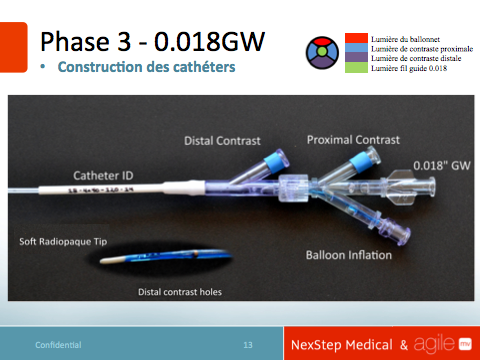 Phase 3 - 0.018GW
• Construction des cathéters
Lumière du ballonnet
Lumière de contraste proximale
Lumière de contraste distale
Lumière fil guide 0.018
Distal Contrast
Proximal Contrast
0.018" GW
Catheter ID
Soft Radiopaque Tip
Balloon Inflation
Distal contrast holes
Confidential
13
NexStep Medical & agile mv